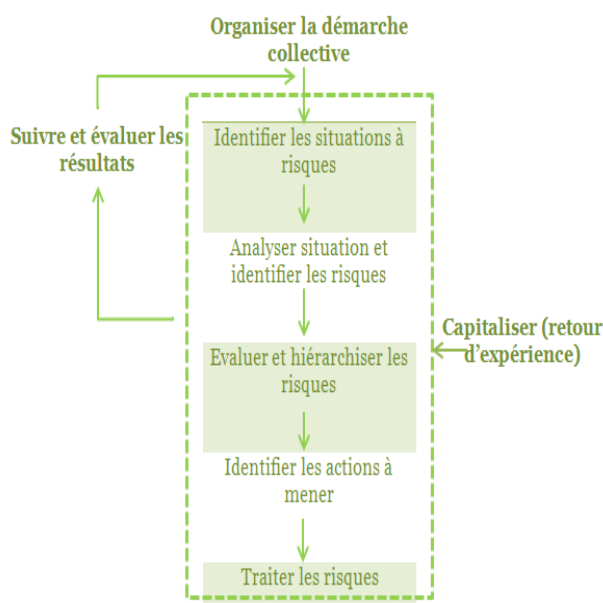 Organiser la démarche
collective
Suivre et évaluer les
résultats
Identifier les situations à
risques
Analyser situation et
identifier les risques
Evaluer et hiérarchiser les
risques
Capitaliser (retour
d’expérience)
Identifier les actions à
mener
Traiter les risques